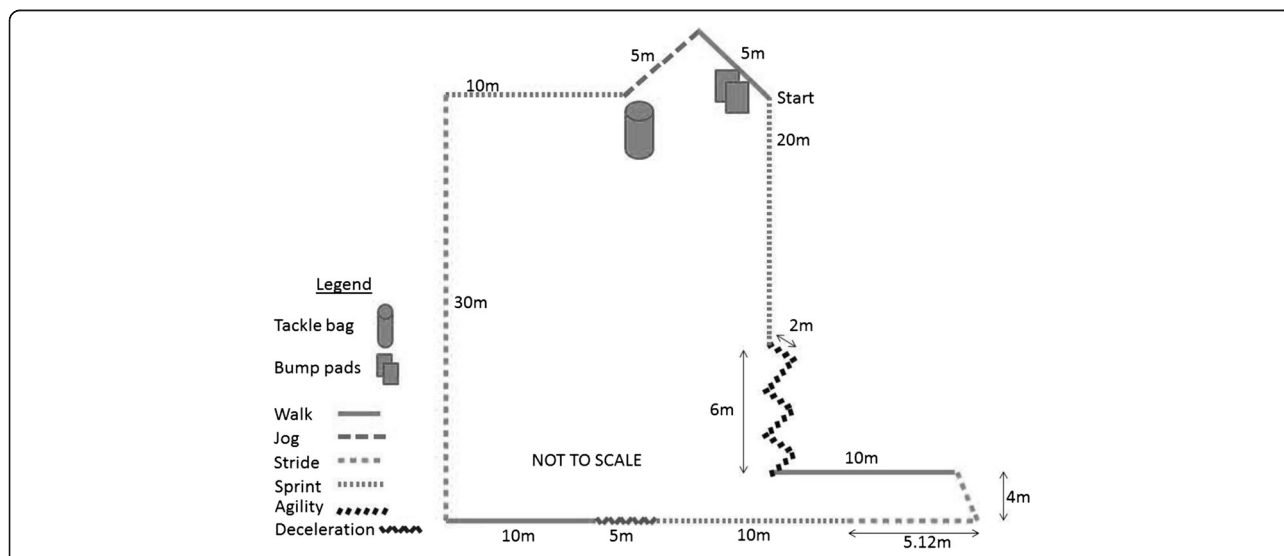 5m
5m
10m
Start
20m
Legend
Tackle bag
Bump pads
30m
2m
6m
Walk
Jog
Stride
Sprint
Agility
Deceleration
NOT TO SCALE
10m
4m
10m
5m
10m
5.12m